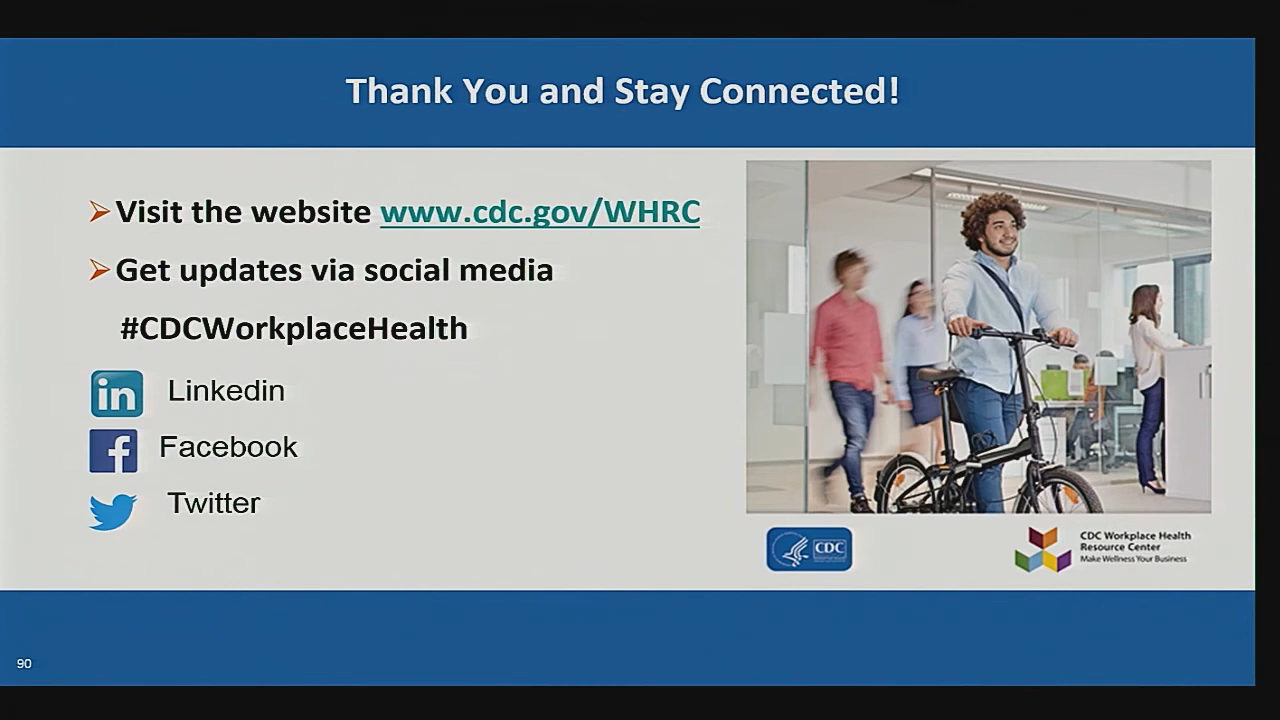 Thank You and Stay Connected!
Visit the website www.cdc.gov/WHRC
Get updates via social media
#CDCWorkplaceHealth
in Linkedin
f Facebook
Twitter
CDC
CDC Workplace Health
Resource Center
Make Wellness Your Business
90